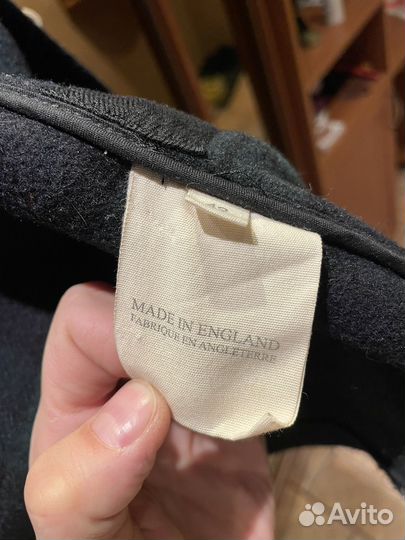 MADE IN ENGLAND
FABRIQUE EN ANGLETERRE
Avito